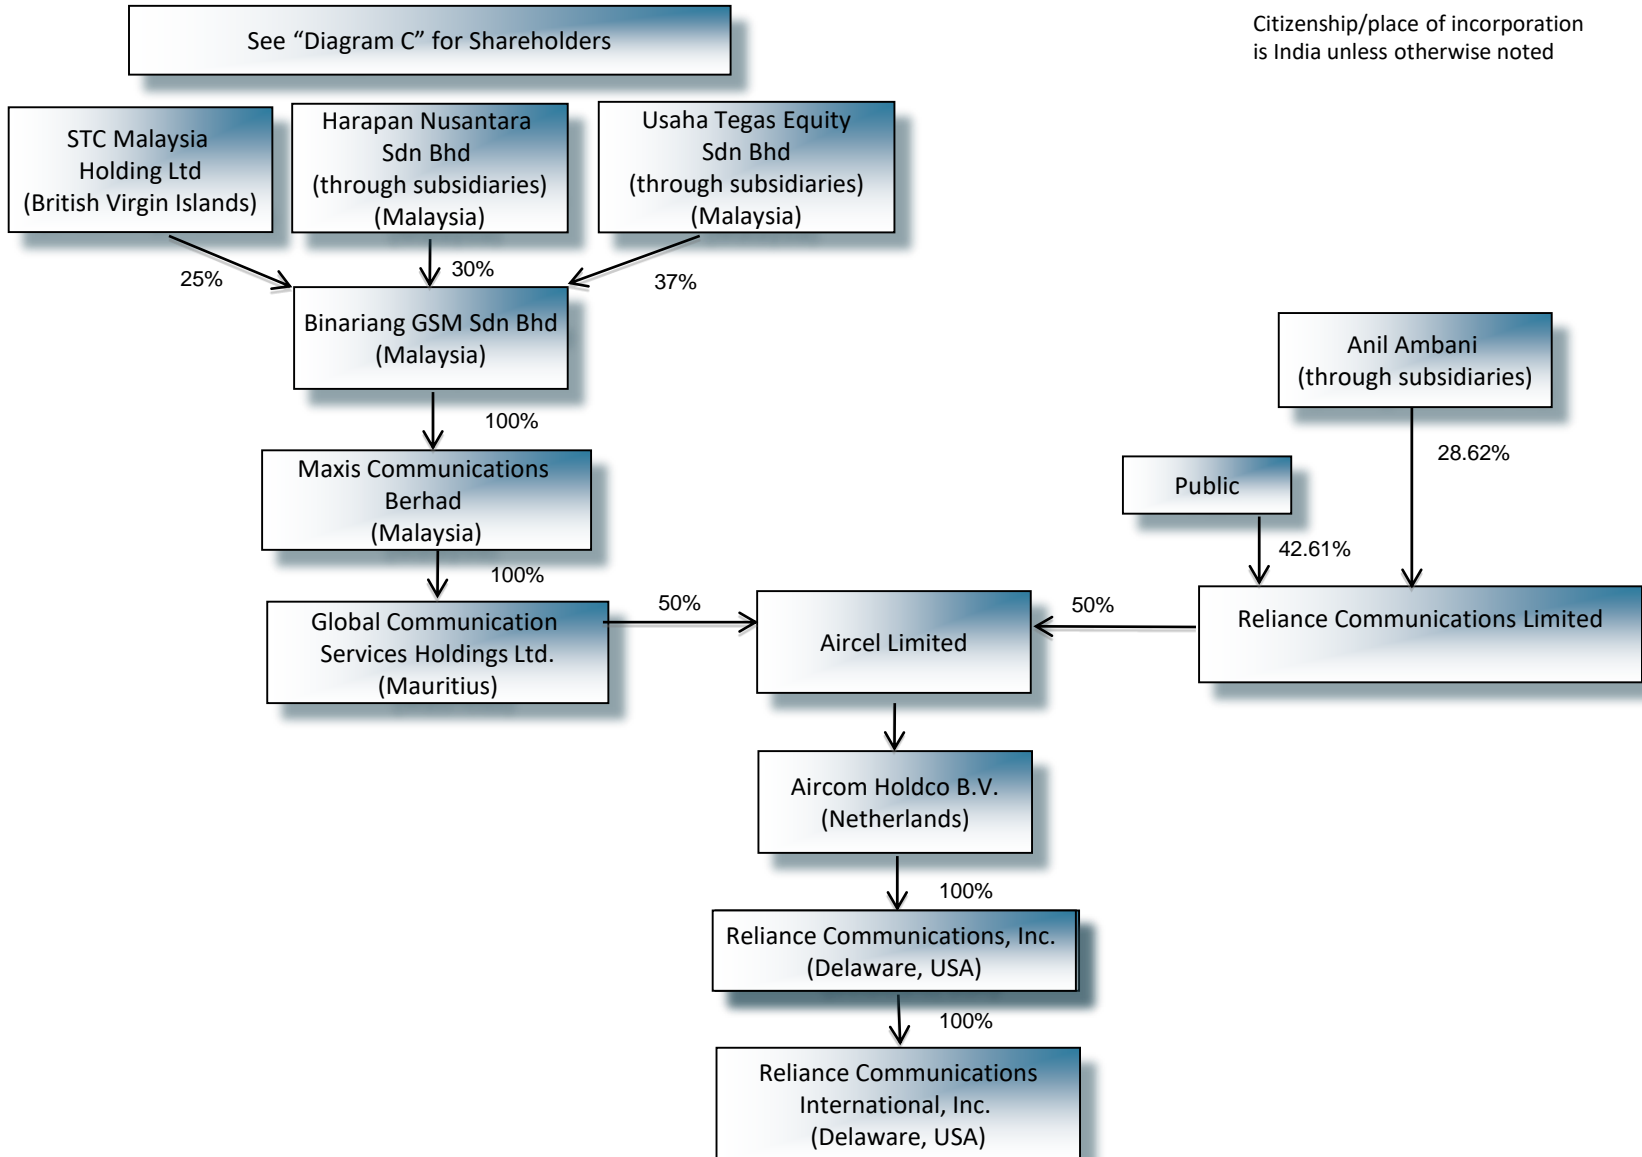 See “Diagram C” for Shareholders
Citizenship/place of incorporation
is India unless otherwise noted
STC Malaysia
Holding Ltd
(British Virgin Islands)
Harapan Nusantara
Sdn Bhd
(through subsidiaries)
(Malaysia)
Usaha Tegas Equity
Sdn Bhd
(through subsidiaries)
(Malaysia)
25%
30%
37%
Binariang GSM Sdn Bhd
(Malaysia)
Anil Ambani
(through subsidiaries)
100%
28.62%
Maxis Communications
Berhad
(Malaysia)
Public
42.61%
100%
Global Communication
Services Holdings Ltd.
(Mauritius)
50%
Aircel Limited
50%
Reliance Communications Limited
Aircom Holdco B.V.
(Netherlands)
100%
Reliance Communications, Inc.
(Delaware, USA)
100%
Reliance Communications
International, Inc.
(Delaware, USA)